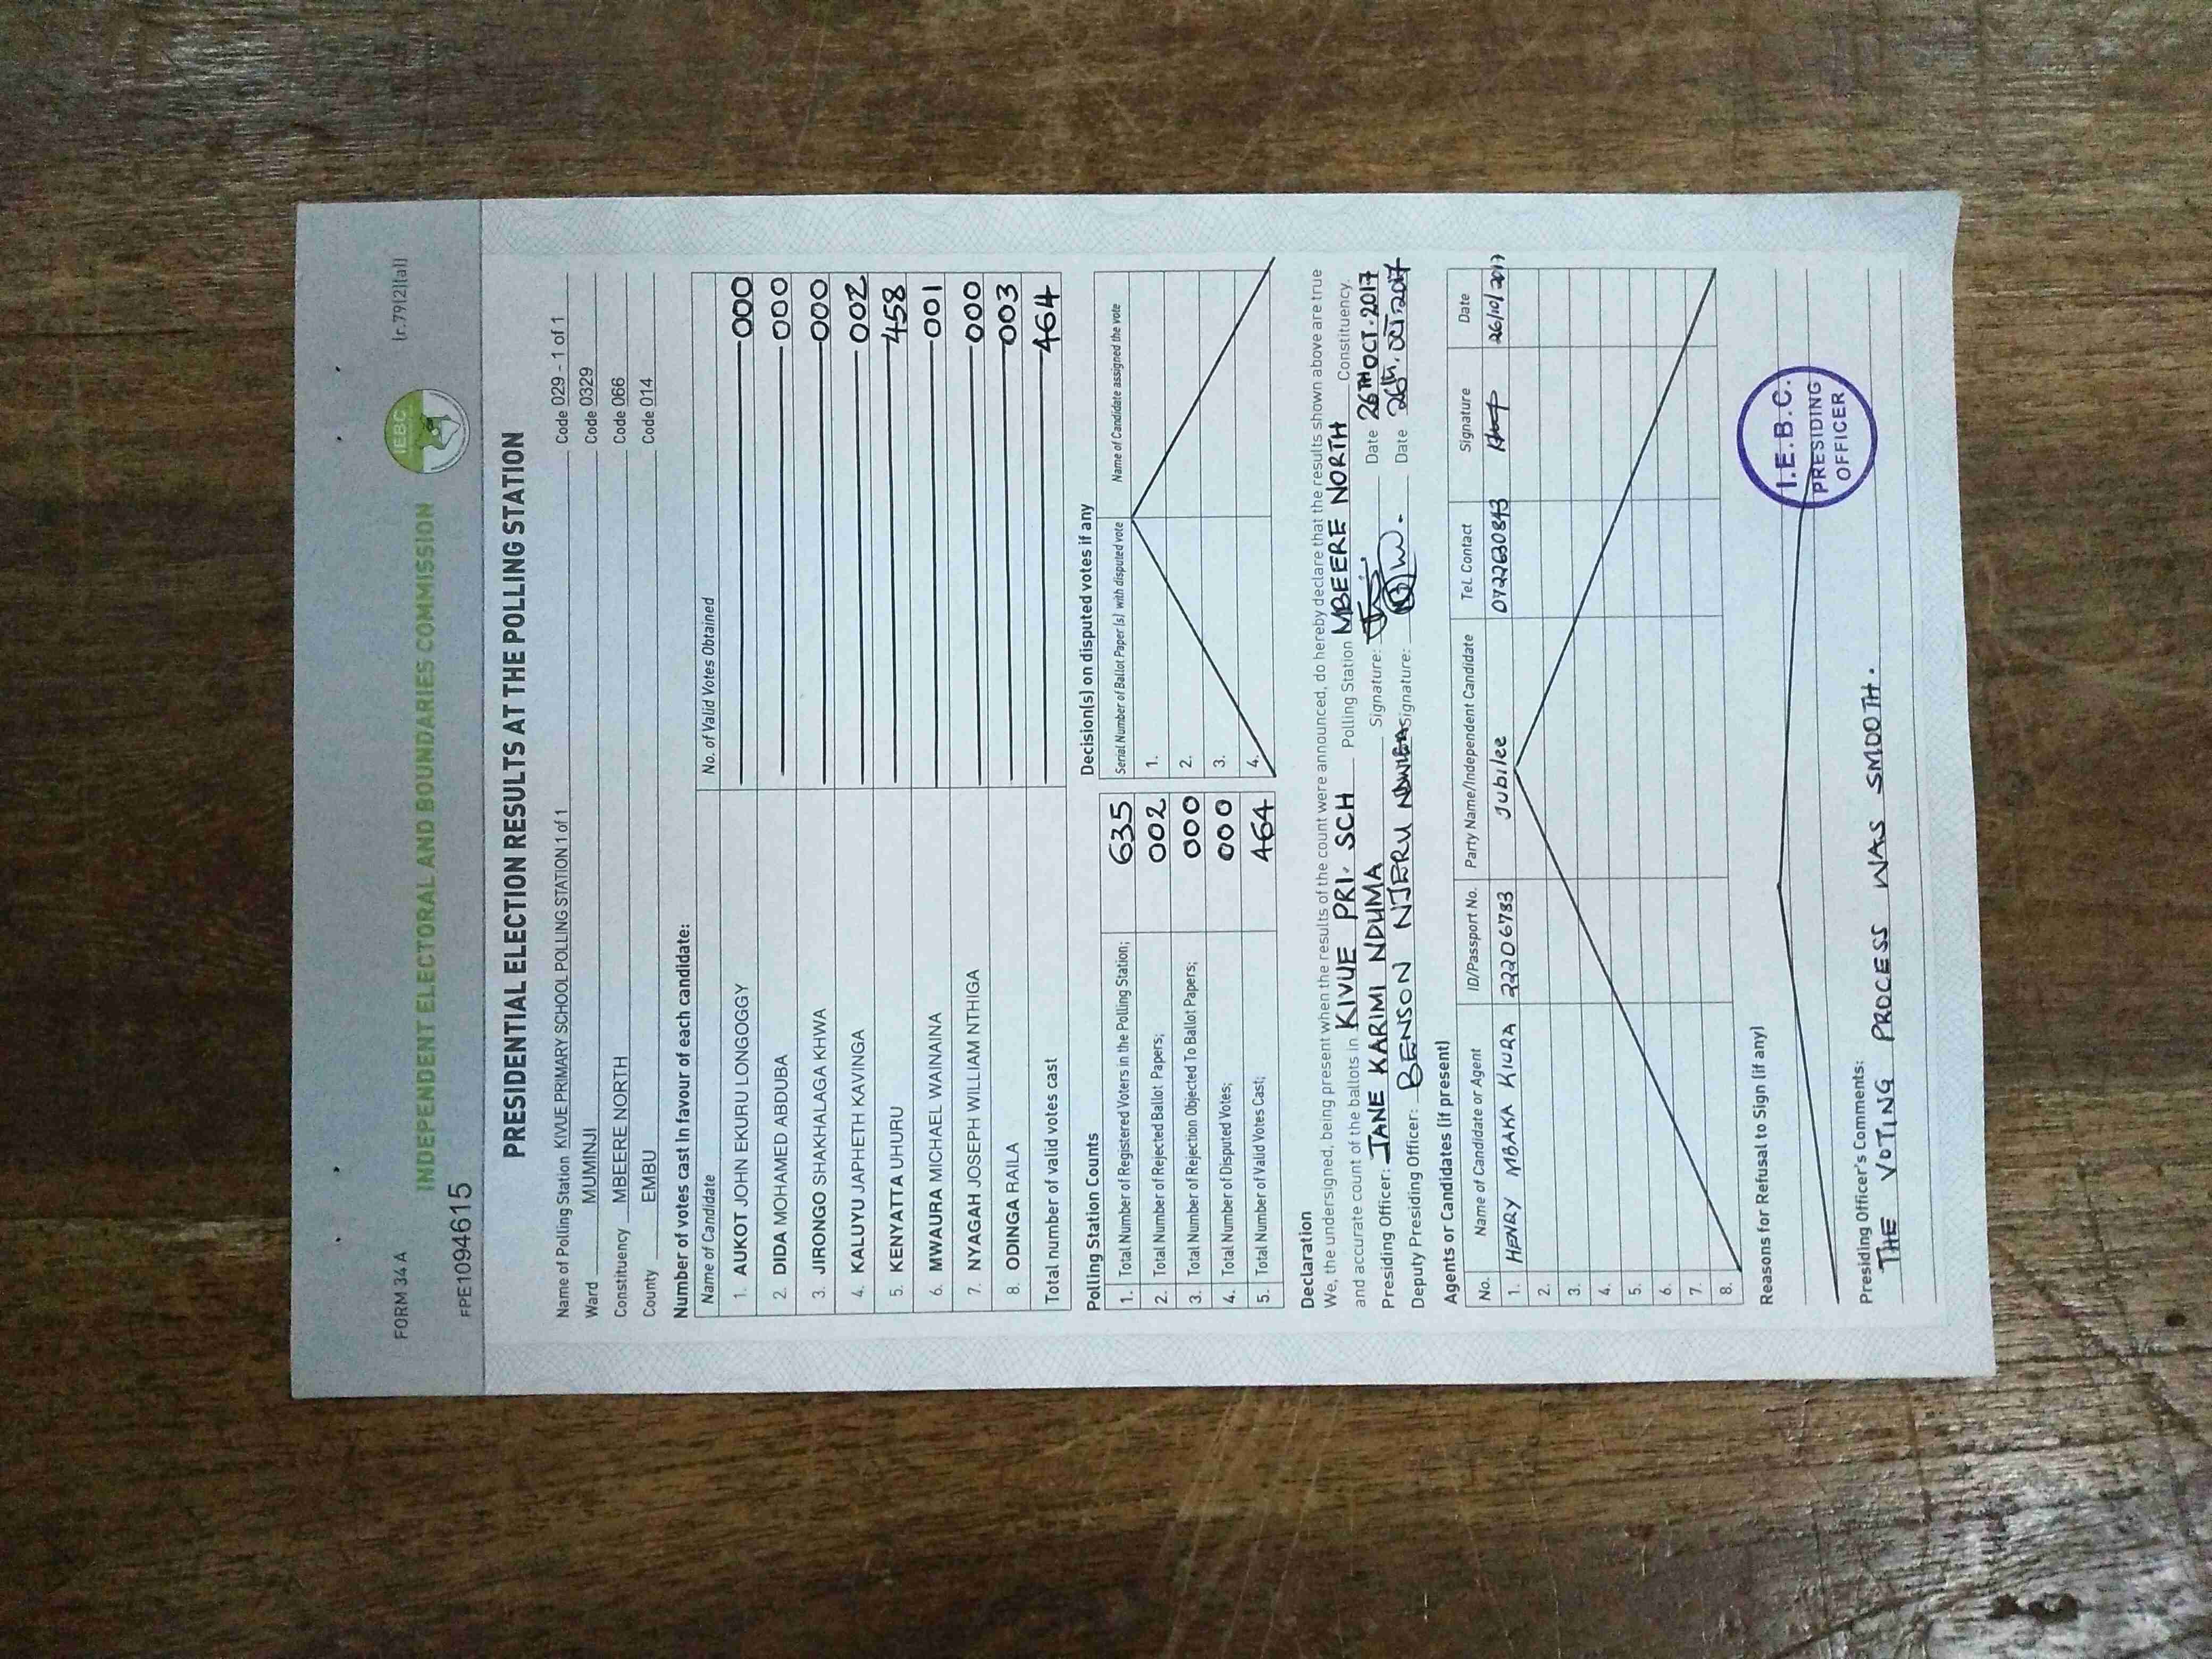 FORM 34 A
(r.79(2)(a))
INDEPENDENT ELECTORAL AND BOUNDARIES COMMISSION
IEBC
FPE1094615
PRESIDENTIAL ELECTION RESULTS AT THE POLLING STATION
Name of Polling Station KIVUE PRIMARY SCHOOL POLLING STATION 1 of 1 Code 029 - 1 of 1
Ward MUMINJI Code 0329
Constituency MBEERE NORTH Code 066
County EMBU Code 014
Number of votes cast in favour of each candidate:
Name of Candidate No. of Valid Votes Obtained
1. AUKOT JOHN EKURU LONGOGGY 000
2. DIDA MOHAMED ABDUBA 000
3. JIRONGO SHAKHALAGA KHWA 000
4. KALUYU JAPHETH KAVINGA 002
5. KENYATTA UHURU 458
6. MWAURA MICHAEL WAINAINA 001
7. NYAGAH JOSEPH WILLIAM NTHIGA 000
8. ODINGA RAILA 003
Total number of valid votes cast 464
Polling Station Counts
1. Total Number of Registered Voters in the Polling Station; 635
2. Total Number of Rejected Ballot Papers; 002
3. Total Number of Rejection Objected To Ballot Papers; 000
4. Total Number of Disputed Votes; 000
5. Total Number of Valid Votes Cast; 464
Decision(s) on disputed votes if any
Serial Number of Ballot Paper (s) with disputed vote Name of Candidate assigned the vote
1.
2.
3.
4.
Declaration
We, the undersigned, being present when the results of the count were announced, do hereby declare that the results shown above are true
and accurate count of the ballots in KIVUE PRI. SCH Polling Station MBEERE NORTH Constituency.
Presiding Officer: JANE KARIMI NDUMA Signature: Date 26TH OCT. 2017
Deputy Presiding Officer: BENSON NJERU Signature: Date 26th. OCT. 2017
Agents or Candidates (if present)
No. Name of Candidate or Agent ID/Passport No. Party Name/Independent Candidate Tel. Contact Signature Date
1. HENRY MBAKA KIURA 22206783 Jubilee 0722620843 26/10/2017
2.
3.
4.
5.
6.
7.
8.
Reasons for Refusal to Sign (if any)
I.E.B.C.
PRESIDING
OFFICER
Presiding Officer's Comments:
THE VOTING PROCESS WAS SMOOTH.